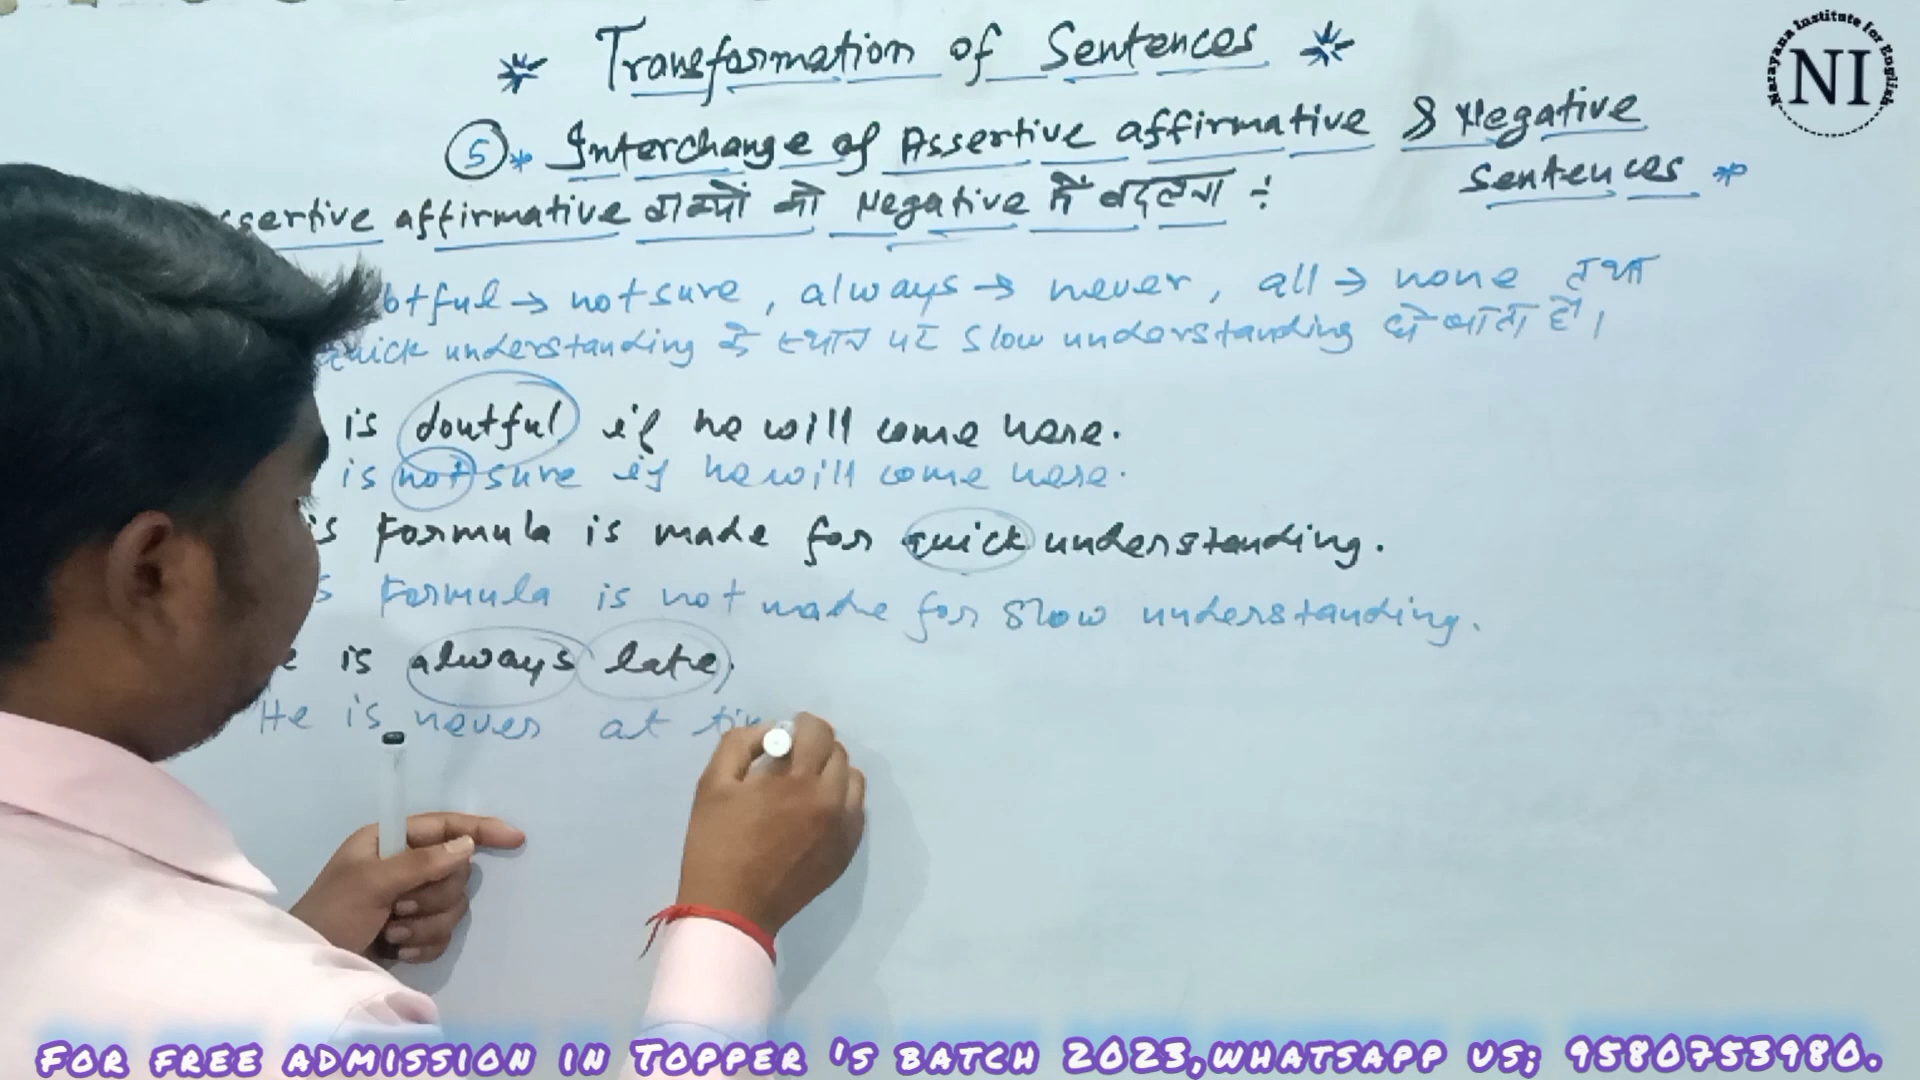 * Transformation of Sentences *
Narayana Institute for English
NI
5 * Interchange of Assertive affirmative & Negative
Sentences *
ssertive affirmative वाक्यों को Negative में बदलना ÷
btful → not sure, always → never, all → none तथा
quick understanding के स्थान पर slow understanding हो जाता है।
is doutful if he will come here.
is not sure if he will come here.
is Formula is made for quick understanding.
s Formula is not made for slow understanding.
e is always late,
He is never at ti
For free admission in Topper 's batch 2023,whatsapp us; 9580753980.